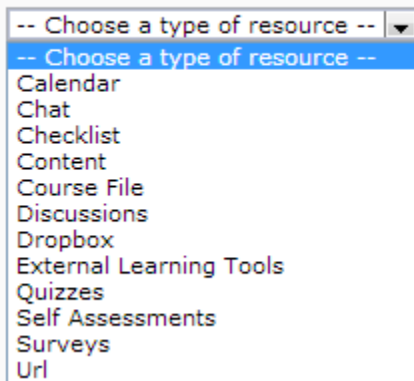 -- Choose a type of resource --
-- Choose a type of resource --
Calendar
Chat
Checklist
Content
Course File
Discussions
Dropbox
External Learning Tools
Quizzes
Self Assessments
Surveys
Url